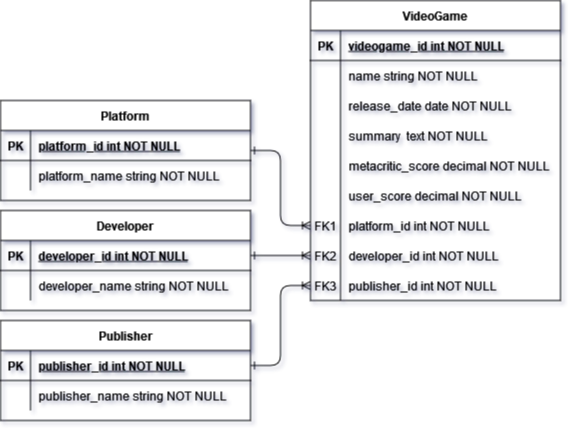 VideoGame
PK videogame_id int NOT NULL
name string NOT NULL
release_date date NOT NULL
summary text NOT NULL
metacritic_score decimal NOT NULL
user_score decimal NOT NULL
FK1 platform_id int NOT NULL
FK2 developer_id int NOT NULL
FK3 publisher_id int NOT NULL
Platform
PK platform_id int NOT NULL
platform_name string NOT NULL
Developer
PK developer_id int NOT NULL
developer_name string NOT NULL
Publisher
PK publisher_id int NOT NULL
publisher_name string NOT NULL